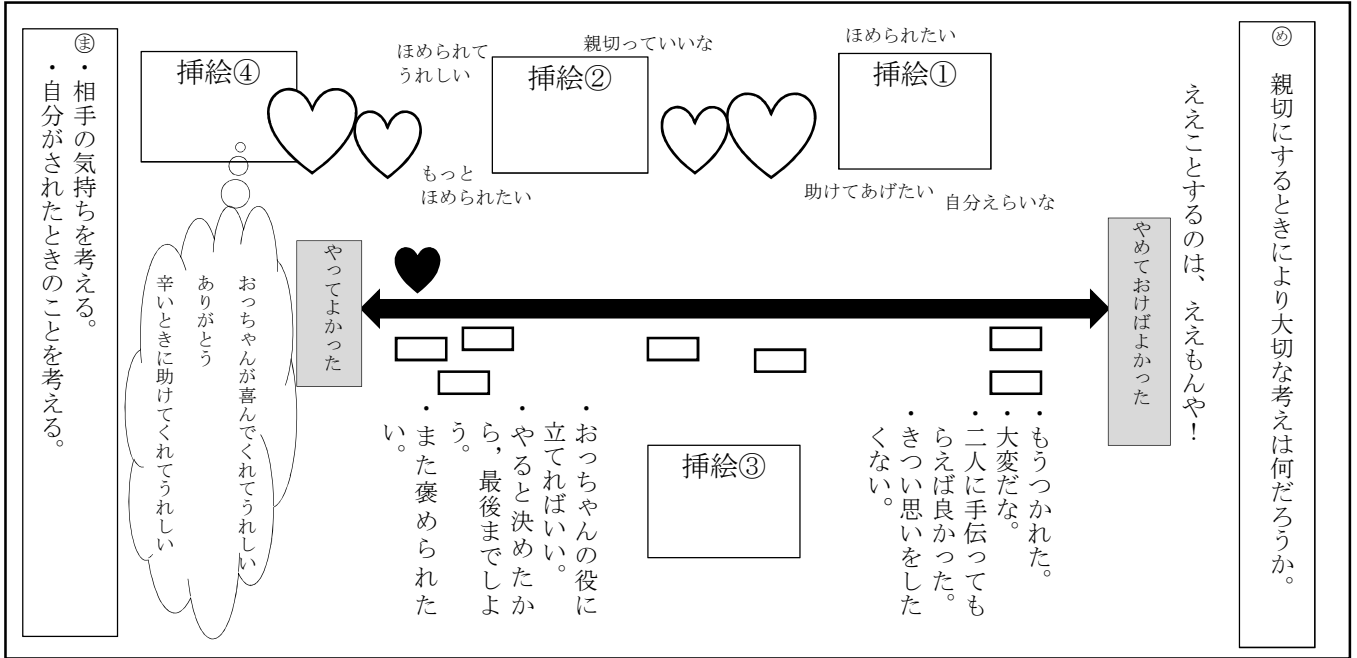 ㋱ 親切にするときにより大切な考えは何だろうか。
ええことするのは、ええもんや!
ほめられたい
挿絵①
助けてあげたい
自分えらいな
親切っていいな
挿絵②
ほめられて
うれしい
もっと
ほめられたい
挿絵④
やめておけばよかった
やってよかった
・もうつかれた。
・大変だな。
・二人に手伝っても
らえば良かった。
・きつい思いをした
くない。
挿絵③
・おっちゃんの役に
立てればいい。
・やると決めたか
ら,最後までしよ
う。
・また褒められた
い。
おっちゃんが喜んでくれてうれしい
ありがとう
辛いときに助けてくれてうれしい
㋮・相手の気持ちを考える。
・自分がされたときのことを考える。